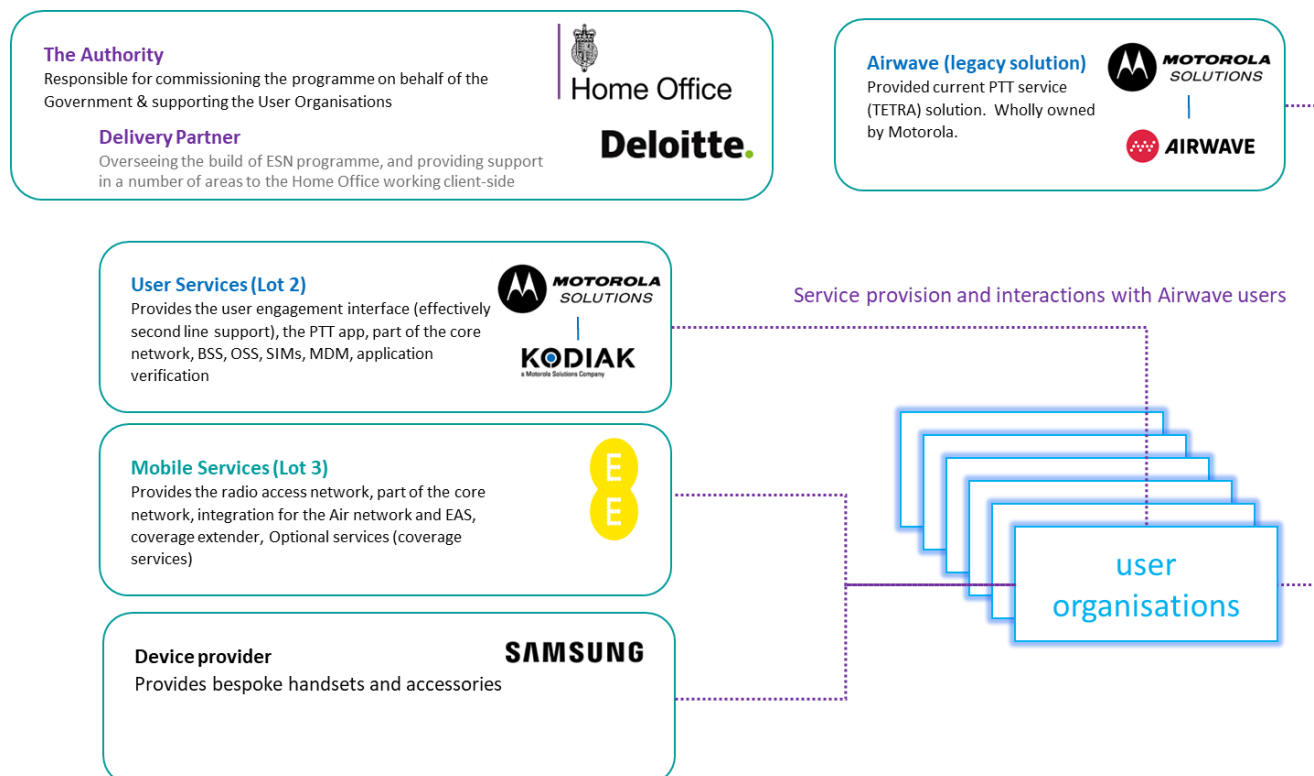 The Authority
Responsible for commissioning the programme on behalf of the
Government & supporting the User Organisations
Home Office
Delivery Partner
Overseeing the build of ESN programme, and providing support
in a number of areas to the Home Office working client-side
Deloitte.
Airwave (legacy solution)
Provided current PTT service
(TETRA) solution.  Wholly owned
by Motorola.
MOTOROLA
SOLUTIONS
AIRWAVE
User Services (Lot 2)
Provides the user engagement interface (effectively
second line support), the PTT app, part of the core
network, BSS, OSS, SIMs, MDM, application
verification
MOTOROLA
SOLUTIONS
KODIAK
a Motorola Solutions Company
Service provision and interactions with Airwave users
Mobile Services (Lot 3)
Provides the radio access network, part of the core
network, integration for the Air network and EAS,
coverage extender, Optional services (coverage
services)
E
E
user
organisations
Device provider
Provides bespoke handsets and accessories
SAMSUNG